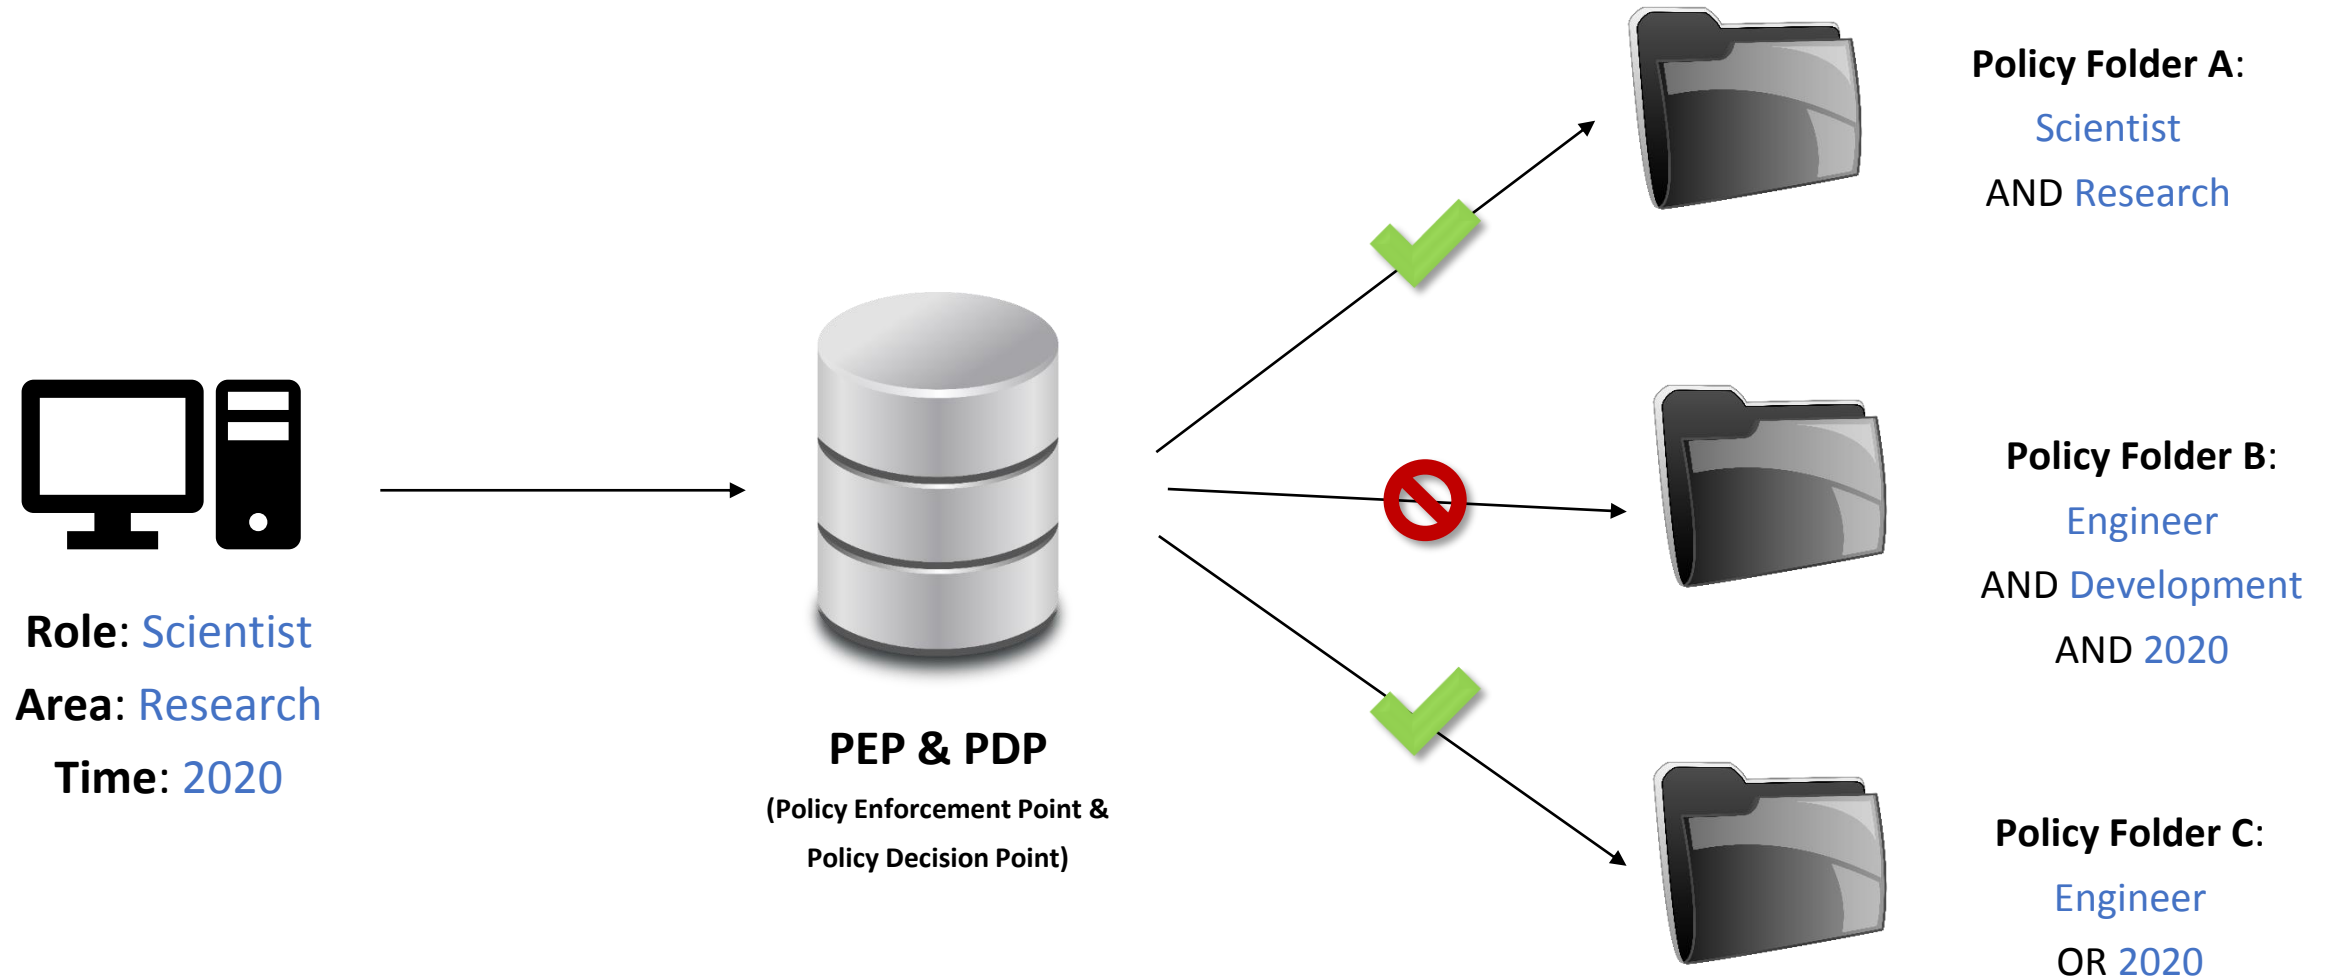 Role: Scientist
Area: Research
Time: 2020
PEP & PDP
(Policy Enforcement Point &
Policy Decision Point)
Policy Folder A:
Scientist
AND Research
Policy Folder B:
Engineer
AND Development
AND 2020
Policy Folder C:
Engineer
OR 2020